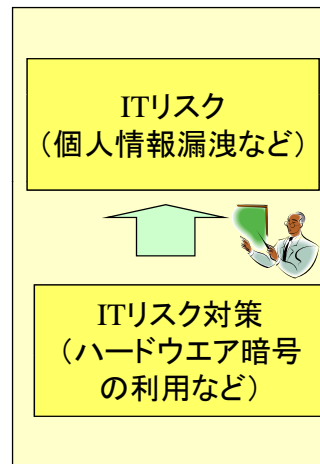 ITリスク
（個人情報漏洩など）
ITリスク対策
（ハードウエア暗号
の利用など）